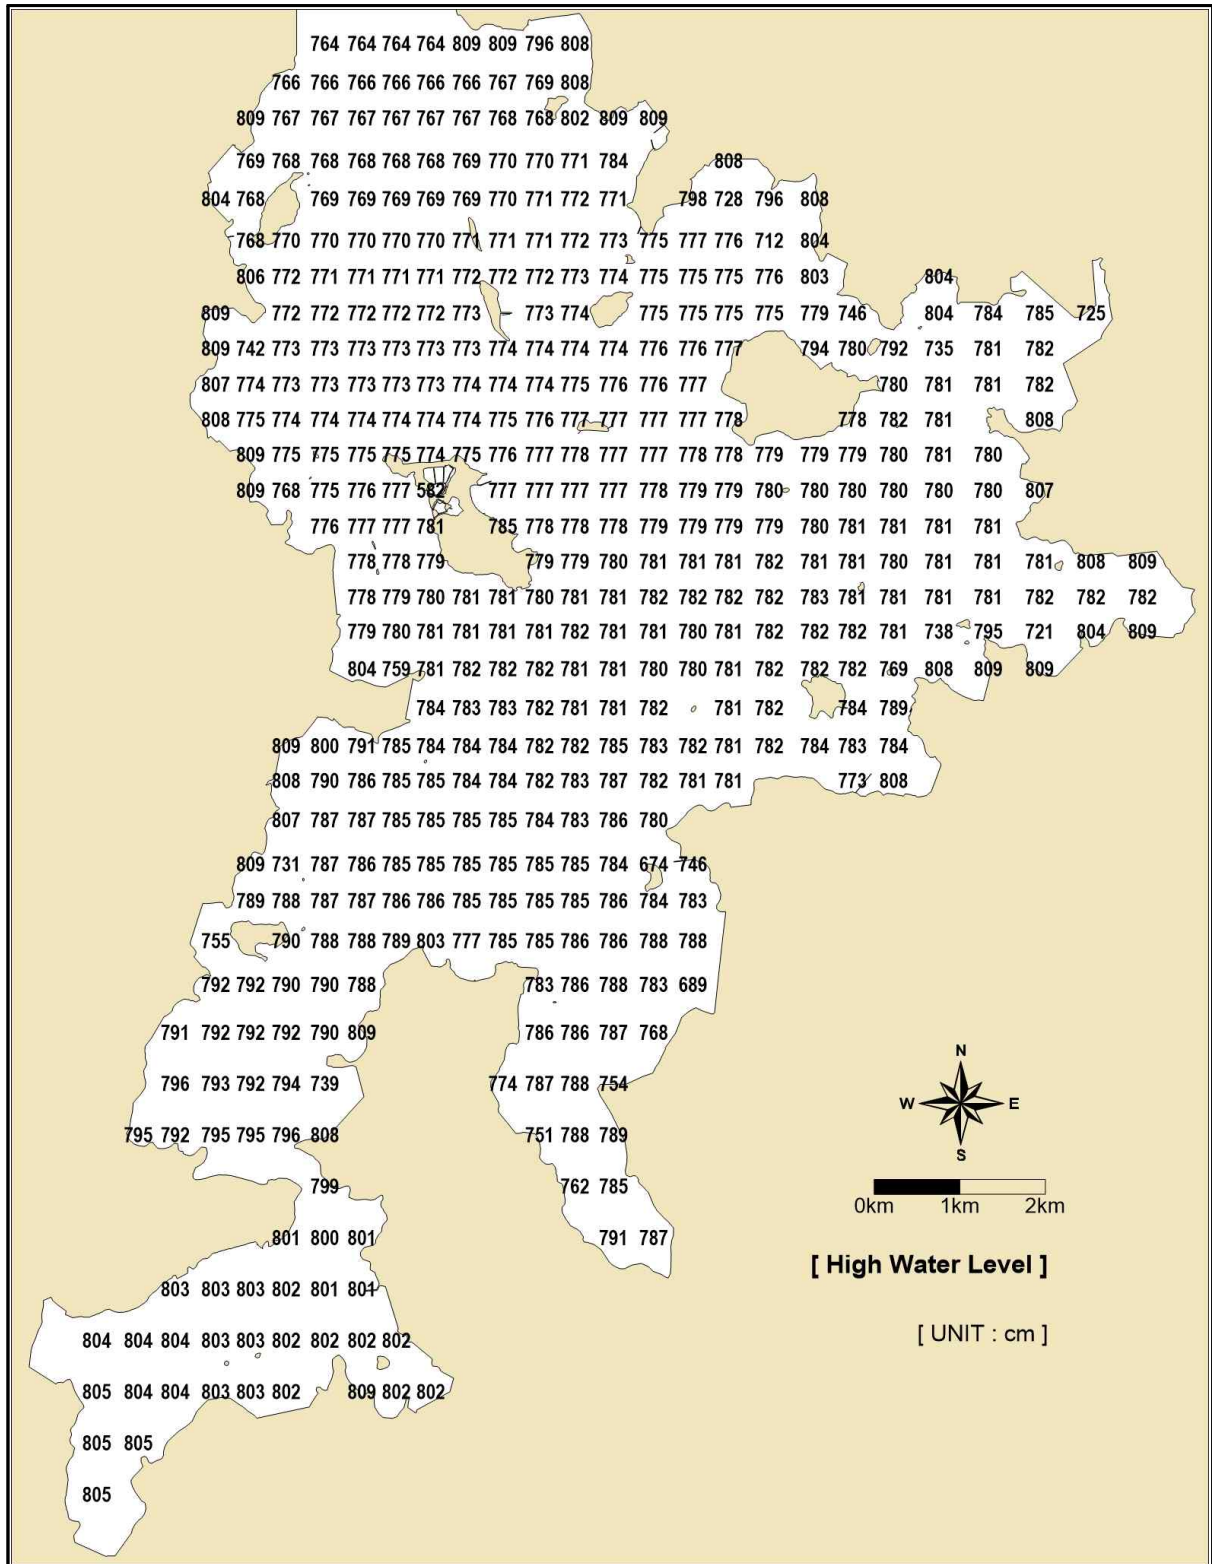 764 764 764 764 809 809 796 808
766 766 766 766 766 766 767 769 808
809 767 767 767 767 767 767 768 768 802 809 809
769 768 768 768 768 768 769 770 770 771 784 808
804 768 769 769 769 769 769 770 771 772 771 798 728 796 808
768 770 770 770 770 770 771 771 771 772 773 775 777 776 712 804
806 772 771 771 771 771 772 772 772 773 774 775 775 775 776 803 804
809 772 772 772 772 772 773 773 774 775 775 775 775 779 746 804 784 785 725
809 742 773 773 773 773 773 773 774 774 774 774 776 776 777 794 780 792 735 781 782
807 774 773 773 773 773 773 774 774 774 775 776 776 777 780 781 781 782
808 775 774 774 774 774 774 774 775 776 777 777 777 777 778 778 782 781 808
809 775 775 775 775 774 775 776 777 778 777 777 778 778 779 779 779 780 781 780
809 768 775 776 777 582 777 777 777 777 778 779 779 780 780 780 780 780 780 807
776 777 777 781 785 778 778 778 779 779 779 779 780 781 781 781 781
778 778 779 779 779 780 781 781 781 782 781 781 780 781 781 781 808 809
778 779 780 781 781 780 781 781 782 782 782 782 783 781 781 781 781 782 782 782
779 780 781 781 781 781 782 781 781 780 781 782 782 782 781 738 795 721 804 809
804 759 781 782 782 782 781 781 780 780 781 782 782 782 769 808 809 809
784 783 783 782 781 781 782 781 782 784 789
809 800 791 785 784 784 784 782 782 785 783 782 781 782 784 783 784
808 790 786 785 785 784 784 782 783 787 782 781 781 773 808
807 787 787 785 785 785 785 784 783 786 780
809 731 787 786 785 785 785 785 785 785 784 674 746
789 788 787 787 786 786 785 785 785 785 786 784 783
755 790 788 788 789 803 777 785 785 786 786 788 788
792 792 790 790 788 783 786 788 783 689
791 792 792 792 790 809 786 786 787 768
796 793 792 794 739 774 787 788 754
N
W E
S
795 792 795 795 796 808 751 788 789
799 762 785
0km 1km 2km
801 800 801 791 787
[ High Water Level ]
803 803 803 802 801 801
[ UNIT : cm ]
804 804 804 803 803 802 802 802 802
805 804 804 803 803 802 809 802 802
805 805
805